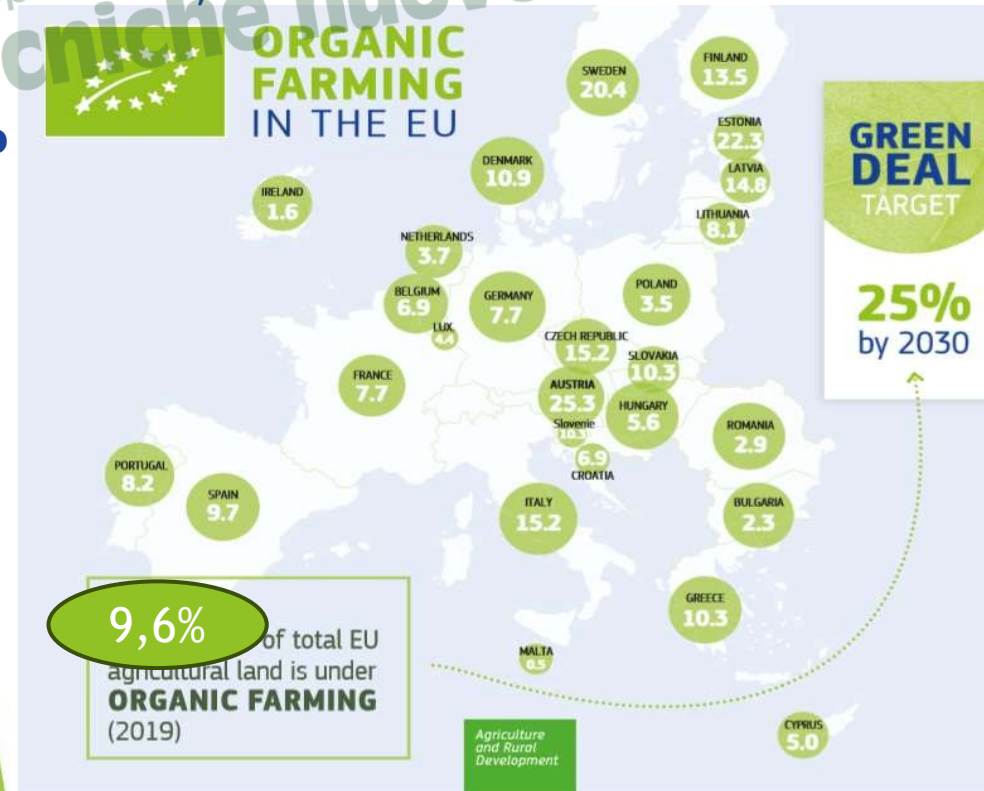 cniche nuove
ORGANIC
FARMING
IN THE EU
SWEDEN
20.4
FINLAND
13.5
ESTONIA
22.3
LATVIA
14.8
LITHUANIA
8.1
DENMARK
10.9
IRELAND
1.6
NETHERLANDS
3.7
BELGIUM
6.9
LUX
4.4
GERMANY
7.7
POLAND
3.5
CZECH REPUBLIC
15.2
SLOVAKIA
10.3
AUSTRIA
25.3
HUNGARY
5.6
Slovenie
10.3
6.9
CROATIA
FRANCE
7.7
ROMANIA
2.9
PORTUGAL
8.2
SPAIN
9.7
ITALY
15.2
BULGARIA
2.3
GREECE
10.3
MALTA
0.5
CYPRUS
5.0
GREEN
DEAL
TARGET
25%
by 2030
9,6%
of total EU
agricultural land is under
ORGANIC FARMING
(2019)
Agriculture
and Rural
Development